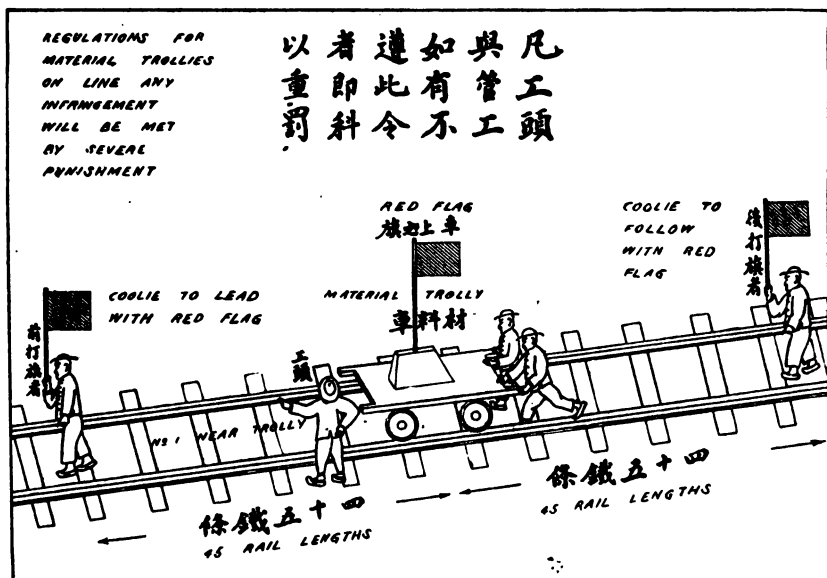 REGULATIONS FOR
MATERIAL TROLLIES
ON LINE ANY
INFRINGEMENT
WILL BE MET
BY SEVERAL
PUNISHMENT
凡工頭
與管工
如有不
遵此令
者即科
以重罰
RED FLAG
車上之旗
COOLIE TO
FOLLOW
WITH RED
FLAG
後打旗者
COOLIE TO LEAD
WITH RED FLAG
前打旗者
MATERIAL TROLLY
材料車
工頭
Nº 1 NEAR TROLLY
四十五鐵條
45 RAIL LENGTHS
四十五鐵條
45 RAIL LENGTHS